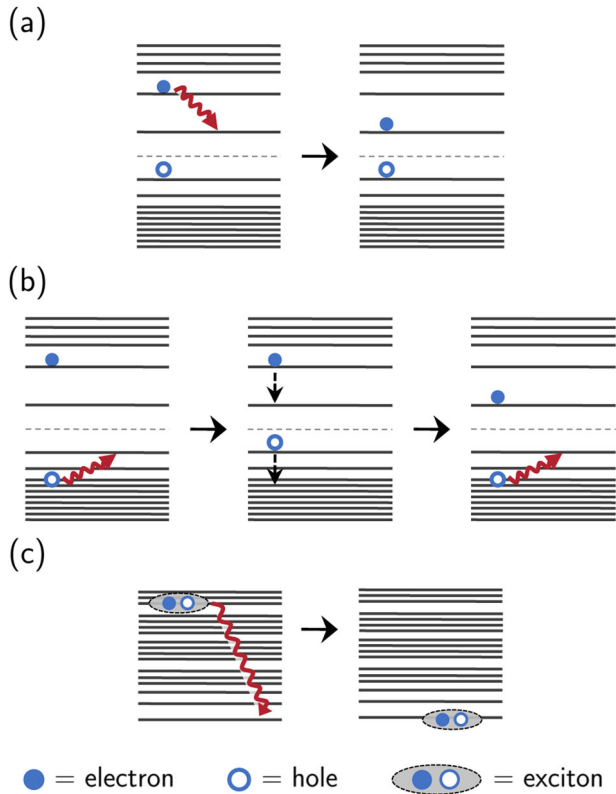 (a)
(b)
(c)
= electron = hole = exciton